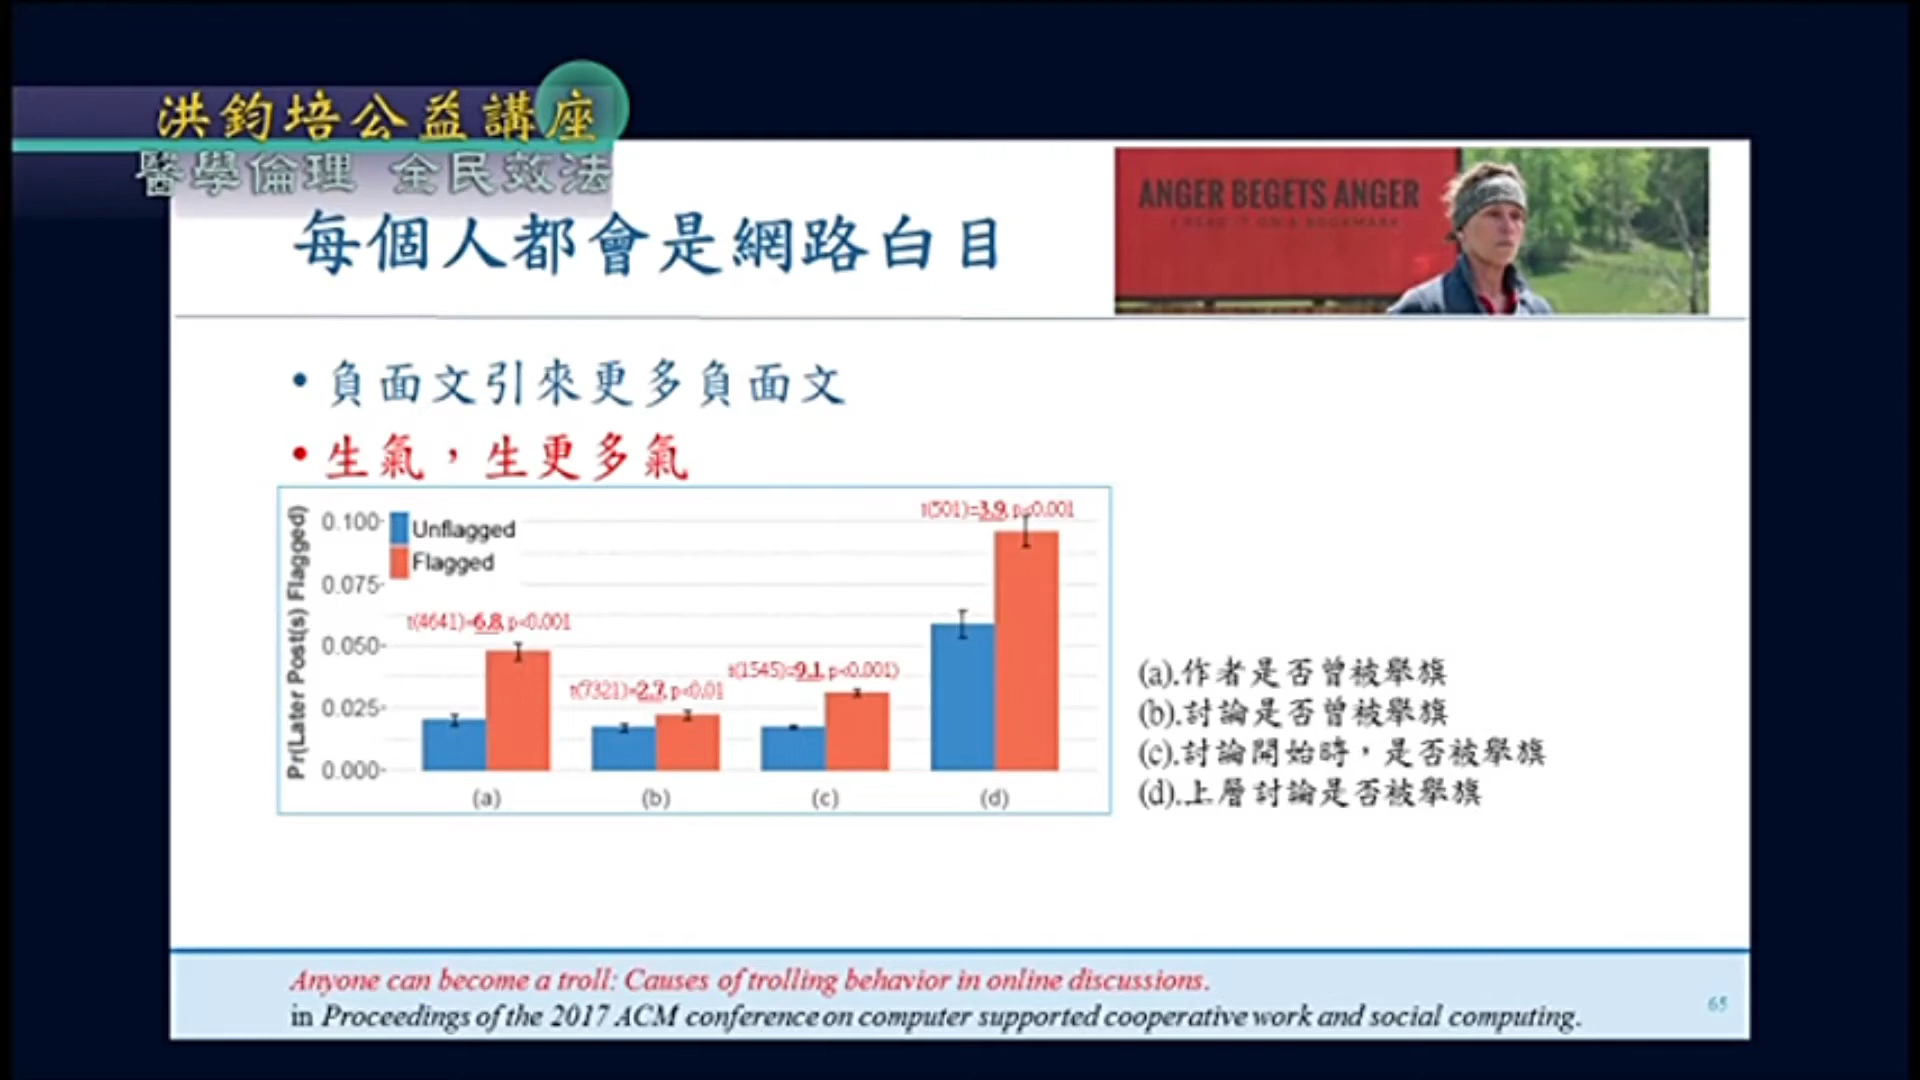 洪鈞培公益講座
醫學倫理 全民效法
ANGER BEGETS ANGER
I READ IT ON A BOOKMARK
每個人都會是網路白目
• 負面文引來更多負面文
• 生氣，生更多氣
Pr(Later Post(s) Flagged)
0.100
0.075
0.050
0.025
0.000
Unflagged
Flagged
t(4641)=6.8, p<0.001
t(7321)=2.7, p<0.01
t(1545)=9.1, p<0.001)
t(501)=3.9, p<0.001
(a)
(b)
(c)
(d)
(a).作者是否曾被舉旗
(b).討論是否曾被舉旗
(c).討論開始時，是否被舉旗
(d).上層討論是否被舉旗
Anyone can become a troll: Causes of trolling behavior in online discussions.
in Proceedings of the 2017 ACM conference on computer supported cooperative work and social computing.
65